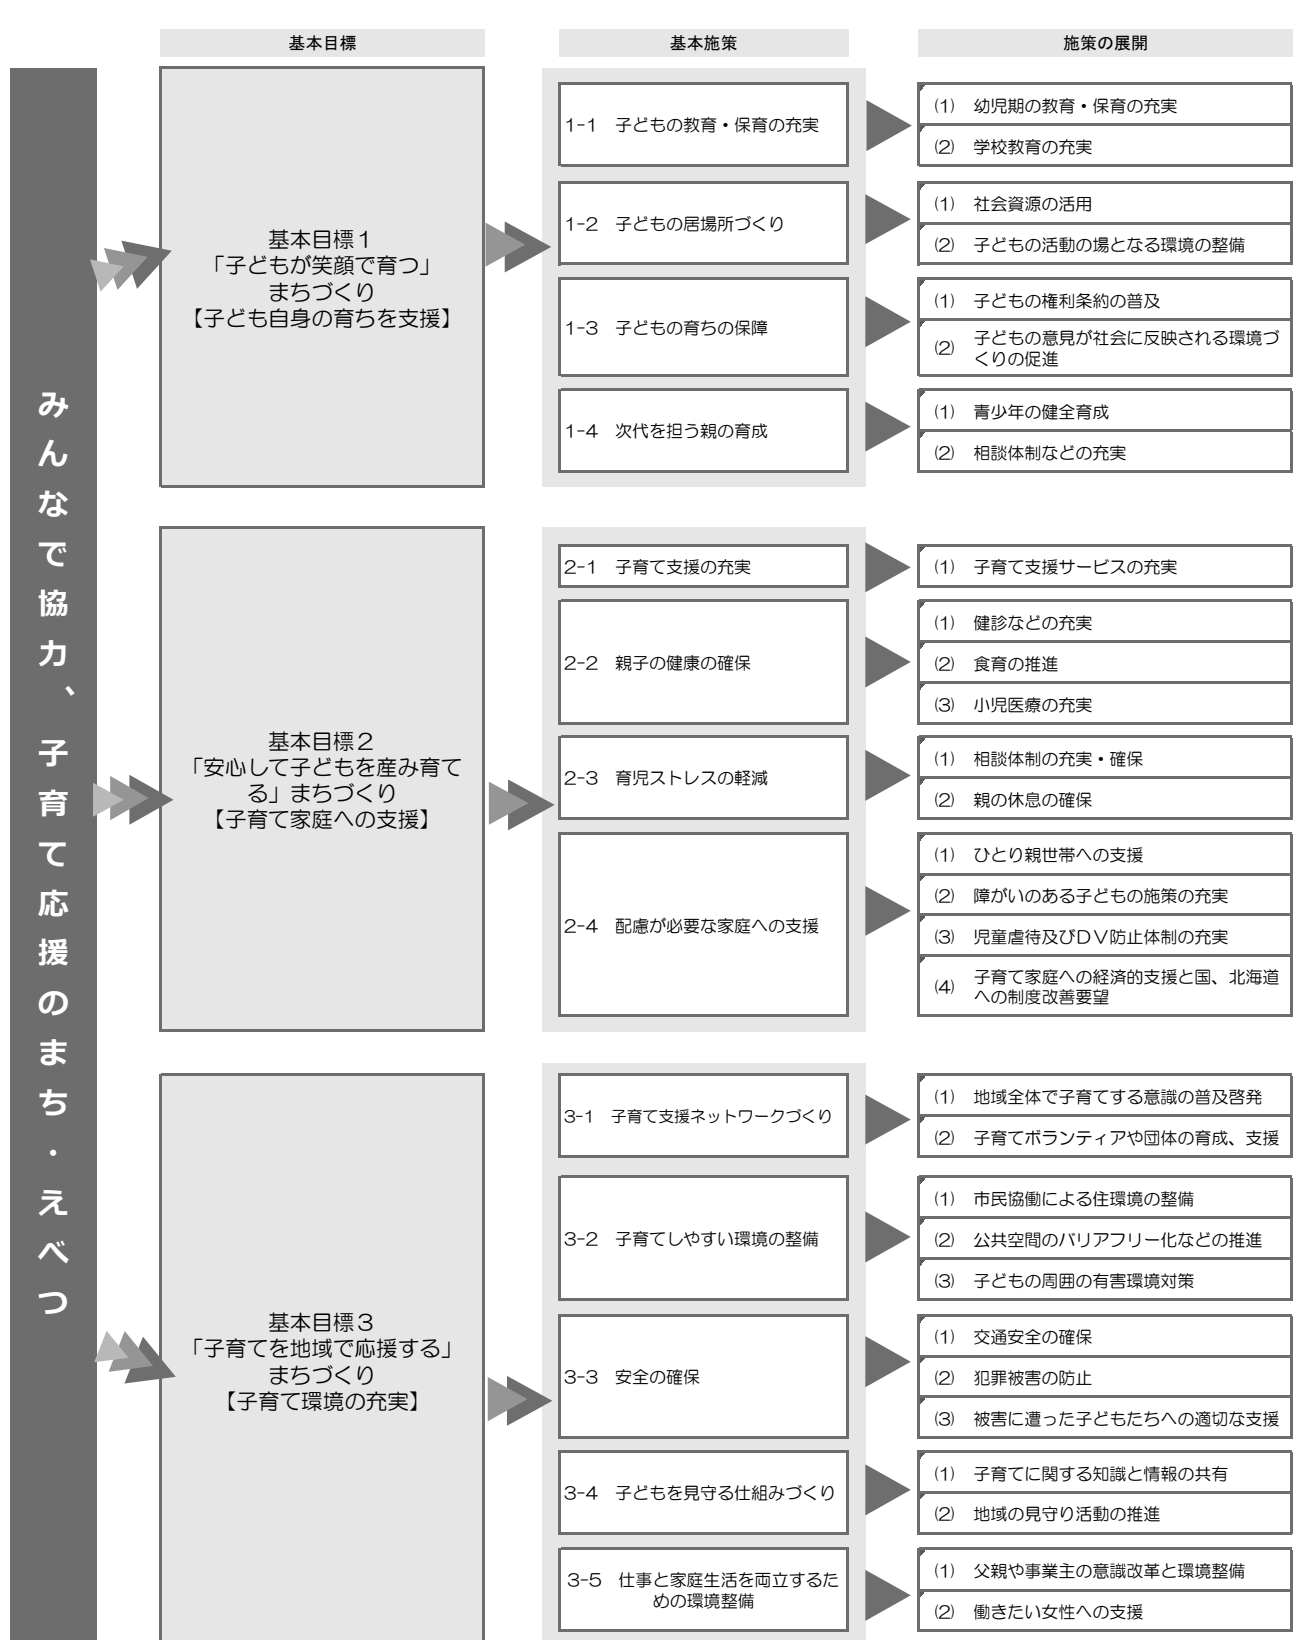 基本目標
基本施策
施策の展開
みんなで協力、子育て応援のまち・えべつ
基本目標１
「子どもが笑顔で育つ」
まちづくり
【子ども自身の育ちを支援】
1-1 子どもの教育・保育の充実
(1) 幼児期の教育・保育の充実
(2) 学校教育の充実
1-2 子どもの居場所づくり
(1) 社会資源の活用
(2) 子どもの活動の場となる環境の整備
1-3 子どもの育ちの保障
(1) 子どもの権利条約の普及
(2) 子どもの意見が社会に反映される環境づ
くりの促進
1-4 次代を担う親の育成
(1) 青少年の健全育成
(2) 相談体制などの充実
基本目標２
「安心して子どもを産み育て
る」まちづくり
【子育て家庭への支援】
2-1 子育て支援の充実
(1) 子育て支援サービスの充実
2-2 親子の健康の確保
(1) 健診などの充実
(2) 食育の推進
(3) 小児医療の充実
2-3 育児ストレスの軽減
(1) 相談体制の充実・確保
(2) 親の休息の確保
2-4 配慮が必要な家庭への支援
(1) ひとり親世帯への支援
(2) 障がいのある子どもの施策の充実
(3) 児童虐待及びＤＶ防止体制の充実
(4) 子育て家庭への経済的支援と国、北海道
への制度改善要望
基本目標３
「子育てを地域で応援する」
まちづくり
【子育て環境の充実】
3-1 子育て支援ネットワークづくり
(1) 地域全体で子育てする意識の普及啓発
(2) 子育てボランティアや団体の育成、支援
3-2 子育てしやすい環境の整備
(1) 市民協働による住環境の整備
(2) 公共空間のバリアフリー化などの推進
(3) 子どもの周囲の有害環境対策
3-3 安全の確保
(1) 交通安全の確保
(2) 犯罪被害の防止
(3) 被害に遭った子どもたちへの適切な支援
3-4 子どもを見守る仕組みづくり
(1) 子育てに関する知識と情報の共有
(2) 地域の見守り活動の推進
3-5 仕事と家庭生活を両立するた
めの環境整備
(1) 父親や事業主の意識改革と環境整備
(2) 働きたい女性への支援